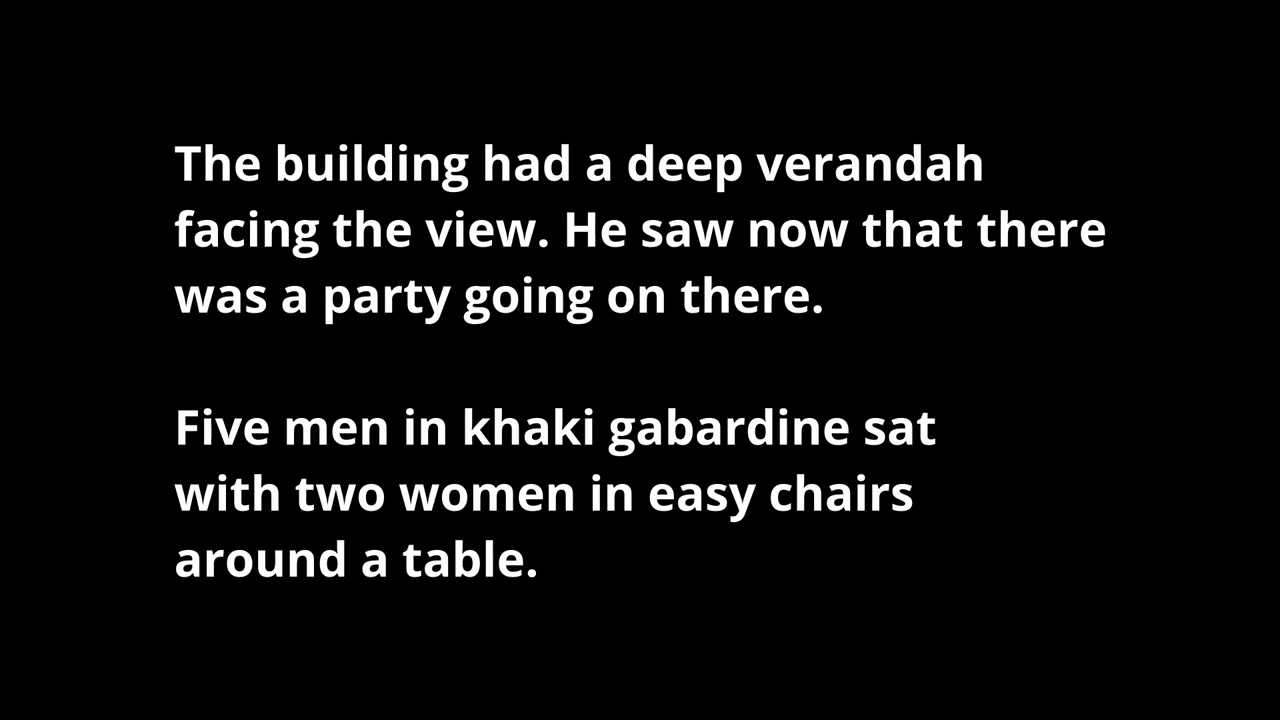 The building had a deep verandah
facing the view. He saw now that there
was a party going on there.
Five men in khaki gabardine sat
with two women in easy chairs
around a table.